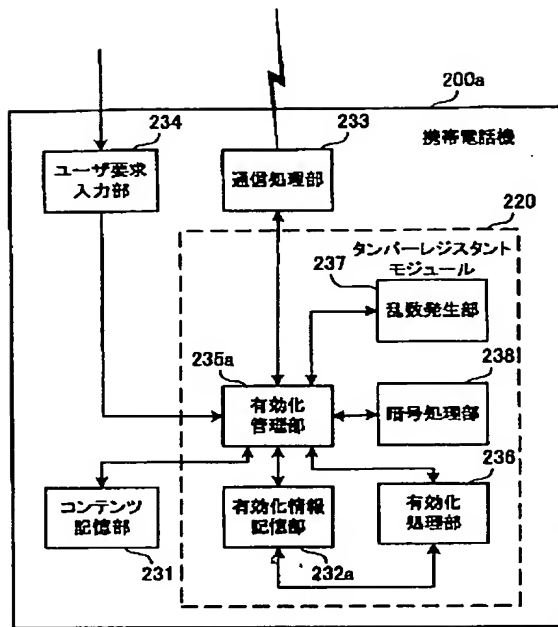 200a
携帯電話機
234
ユーザ要求
入力部
233
通信処理部
220
タンパーレジスタント
モジュール
237
乱数発生部
235a
有効化
管理部
238
暗号処理部
236
有効化
処理部
コンテンツ
記憶部
231
有効化情報
記憶部
232a